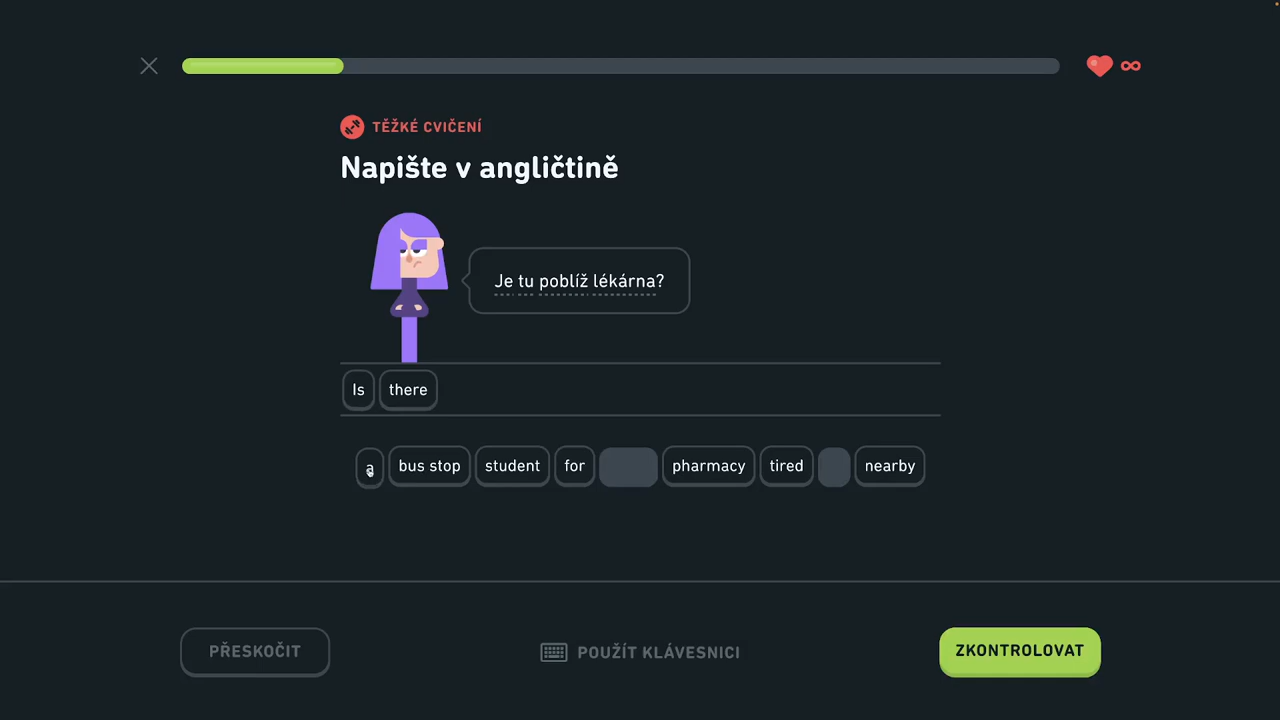 TĚŽKÉ CVIČENÍ
Napište v angličtině
Je tu poblíž lékárna?
Is there
a bus stop student for pharmacy tired nearby
PŘESKOČIT POUŽÍT KLÁVESNICI ZKONTROLOVAT